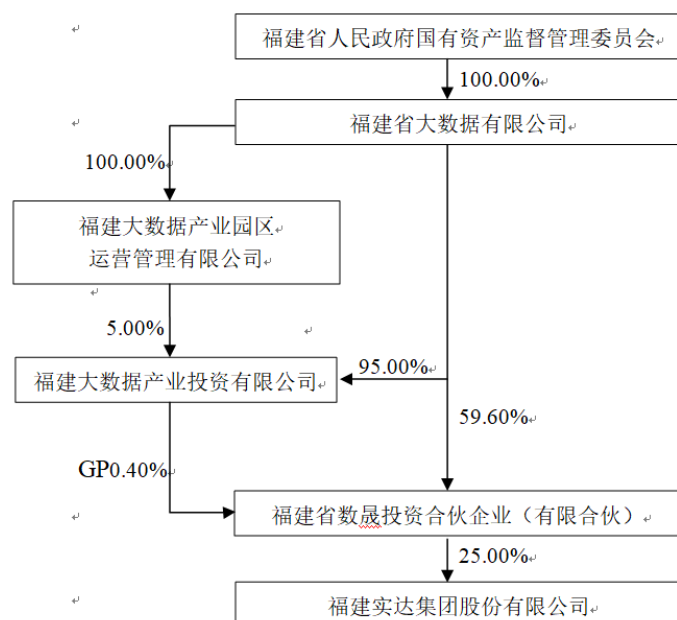 福建省人民政府国有资产监督管理委员会
100.00%
福建省大数据有限公司
100.00%
福建大数据产业园区
运营管理有限公司
5.00%
95.00%
福建大数据产业投资有限公司
59.60%
GP0.40%
福建省数晟投资合伙企业（有限合伙）
25.00%
福建实达集团股份有限公司